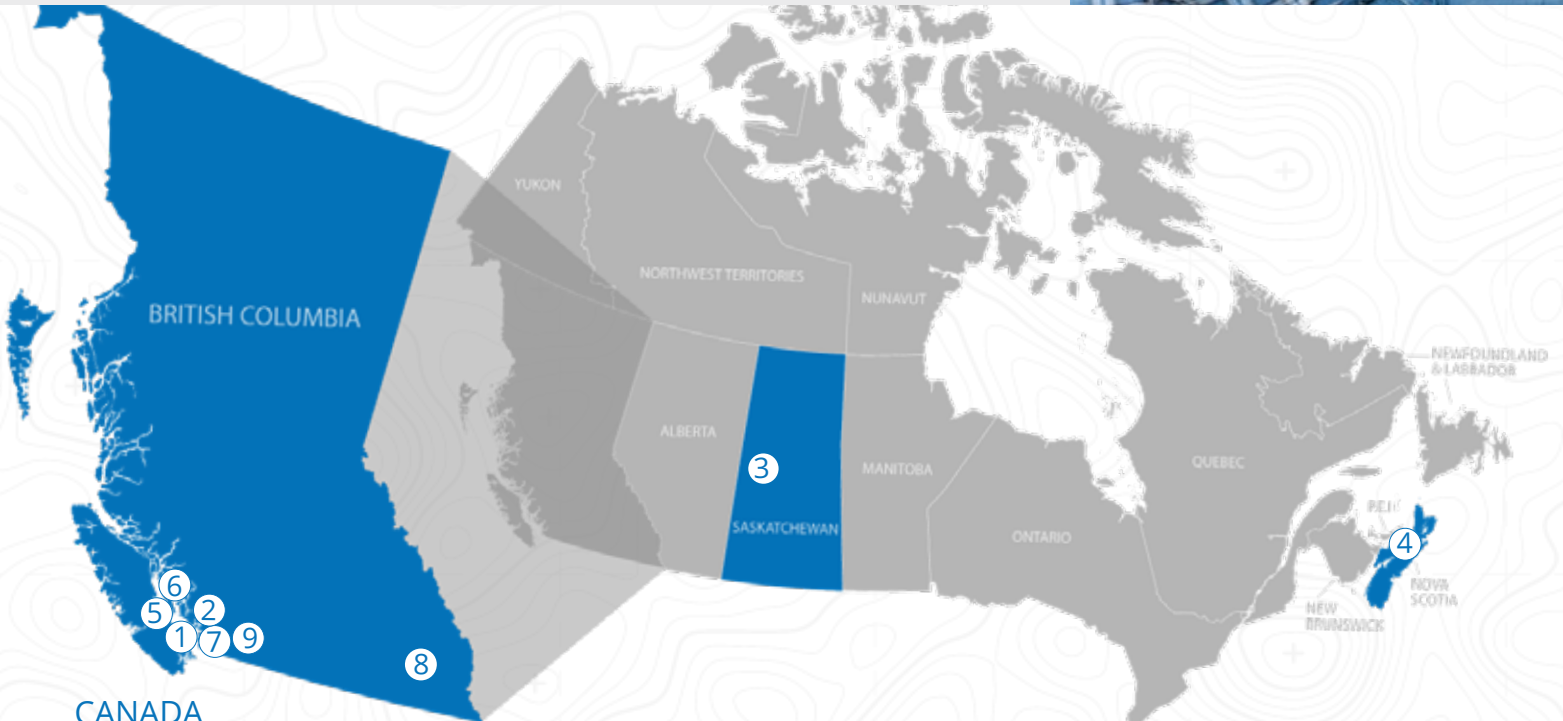 YUKON
NORTHWEST TERRITORIES
NUNAVUT
BRITISH COLUMBIA
NEWFOUNDLAND
& LABRADOR
ALBERTA
3
MANITOBA
QUEBEC
SASKATCHEWAN
ONTARIO
P.E.I
4
NOVA
SCOTIA
NEW
BRUNSWICK
6
5
2
1
7
9
8
CANADA